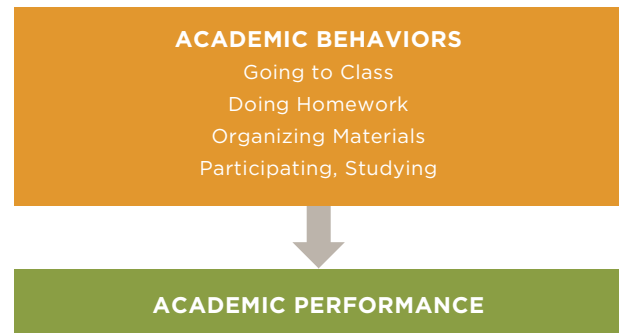 ACADEMIC BEHAVIORS
Going to Class
Doing Homework
Organizing Materials
Participating, Studying
ACADEMIC PERFORMANCE